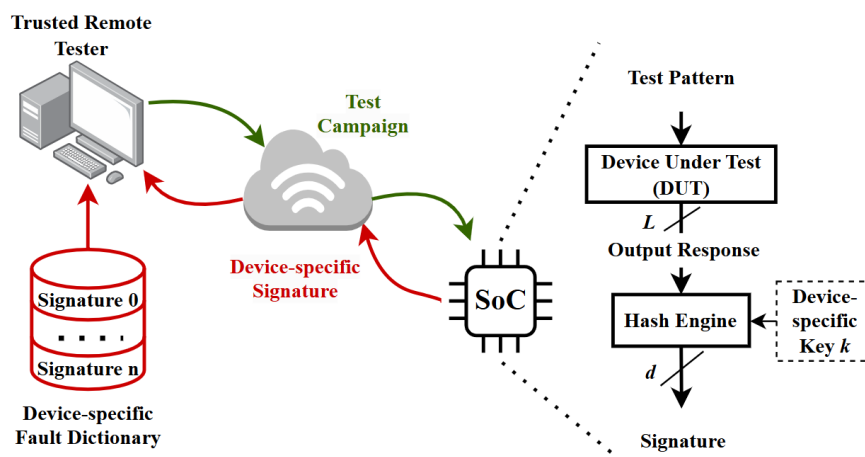 Trusted Remote
Tester
Test
Campaign
Device-specific
Signature
Signature 0
Signature n
Device-specific
Fault Dictionary
SoC
Test Pattern
Device Under Test
(DUT)
L
Output Response
Hash Engine
Device-
specific
Key k
d
Signature